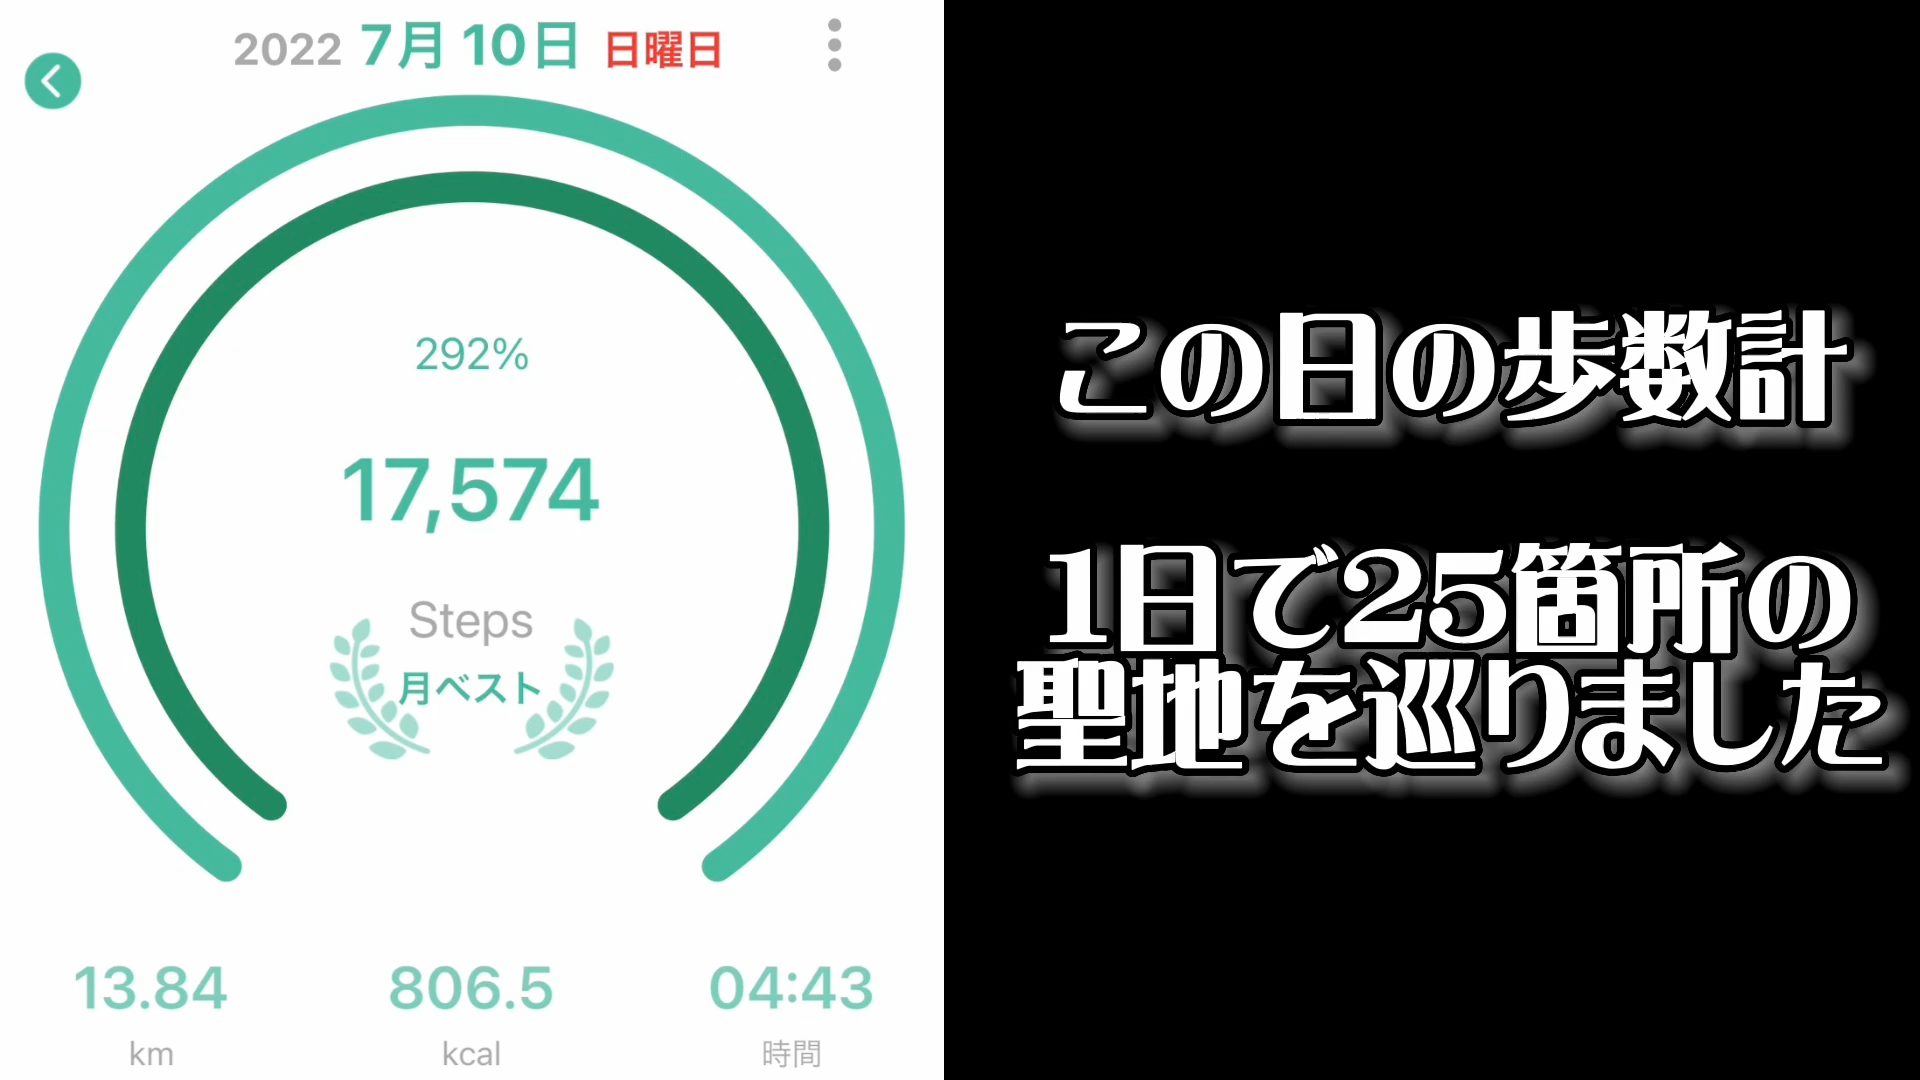 2022 7月10日 日曜日
292%
17,574
Steps
月ベスト
13.84 806.5 04:43
km kcal 時間
この日の歩数計
1日で25箇所の
聖地を巡りました